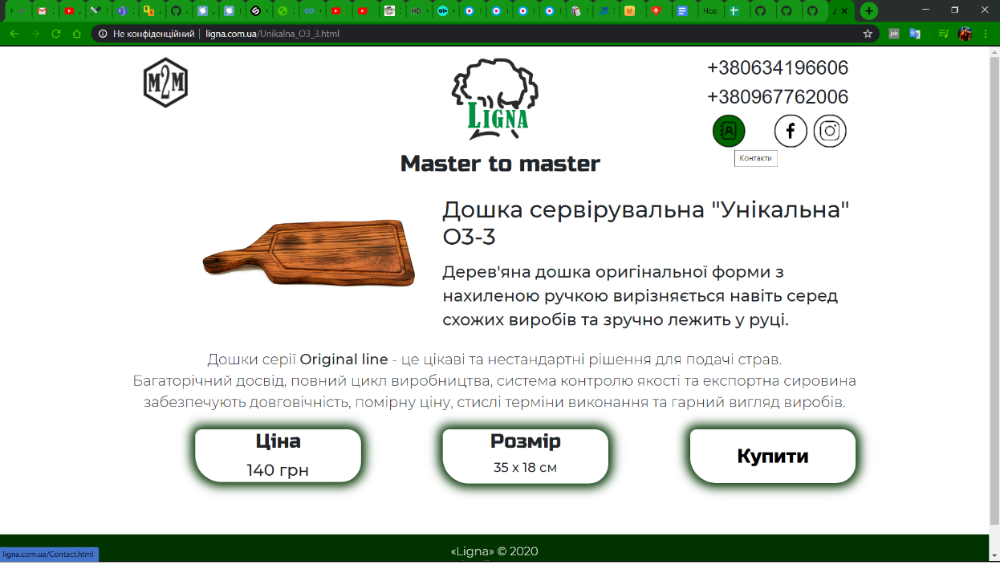 HD
olx
Нов
Не конфіденційний | ligna.com.ua/Unikalna_O3_3.html
job
M2M
LIGNA
Master to master
+380634196606
+380967762006
Контакти
Дошка сервірувальна "Унікальна"
О3-3
Дерев'яна дошка оригінальної форми з
нахиленою ручкою вирізняється навіть серед
схожих виробів та зручно лежить у руці.
Дошки серії Original line - це цікаві та нестандартні рішення для подачі страв.
Багаторічний досвід, повний цикл виробництва, система контролю якості та експортна сировина
забезпечують довговічність, помірну ціну, стислі терміни виконання та гарний вигляд виробів.
Ціна
140 грн
Розмір
35 х 18 см
Купити
«Ligna» © 2020
ligna.com.ua/Contact.html